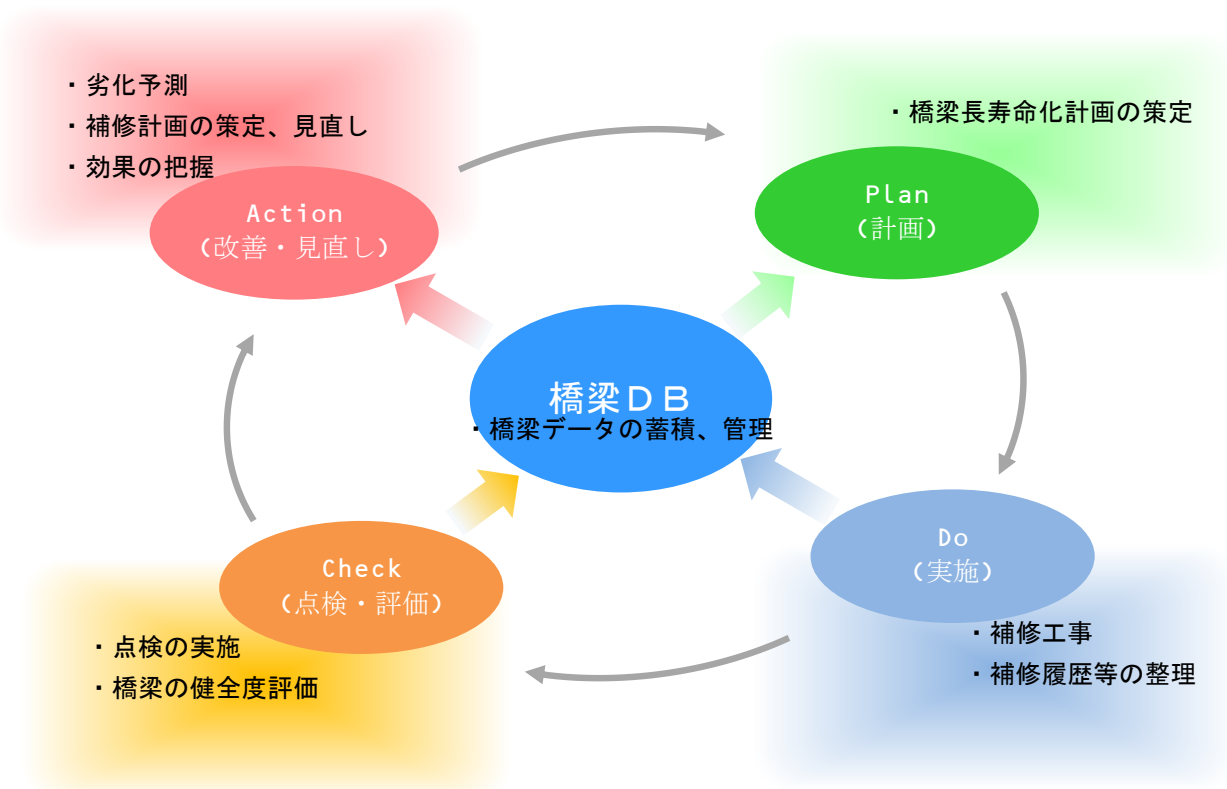 ・劣化予測
・補修計画の策定、見直し
・効果の把握
Action
(改善・見直し)
・橋梁長寿命化計画の策定
Plan
(計画)
橋梁ＤＢ
・橋梁データの蓄積、管理
Check
(点検・評価)
・点検の実施
・橋梁の健全度評価
Do
(実施)
・補修工事
・補修履歴等の整理